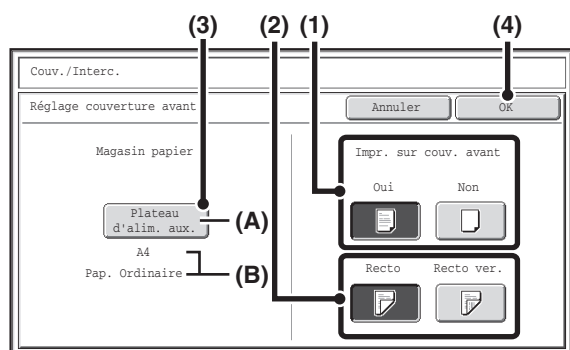 (3)
(2) (1)
(4)
Couv./Interc.
Réglage couverture avant
Annuler
OK
Magasin papier
Impr. sur couv. avant
Oui
Non
Plateau
d'alim. aux.
(A)
A4
Pap. Ordinaire
(B)
Recto
Recto ver.